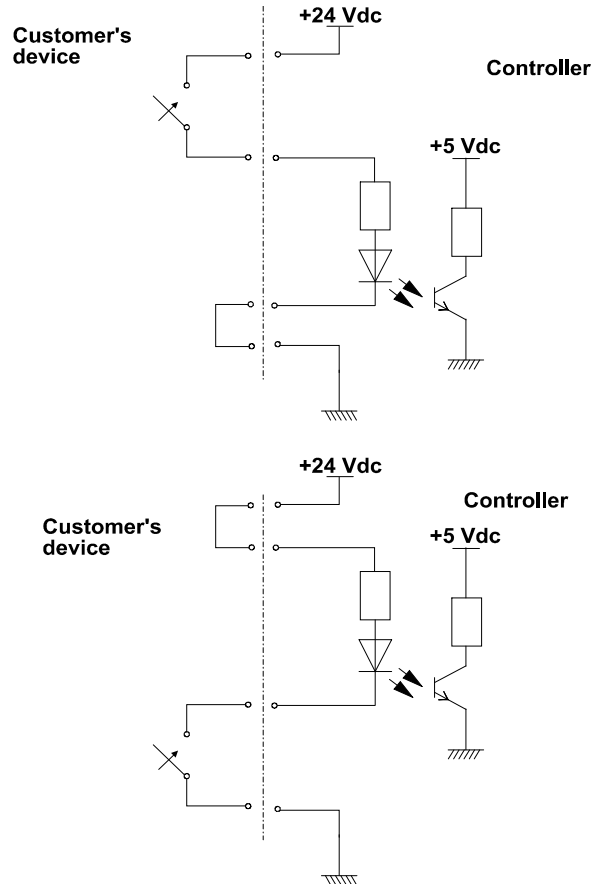 +24 Vdc
Customer's
device
Controller
+5 Vdc
+24 Vdc
Controller
Customer's
device
+5 Vdc